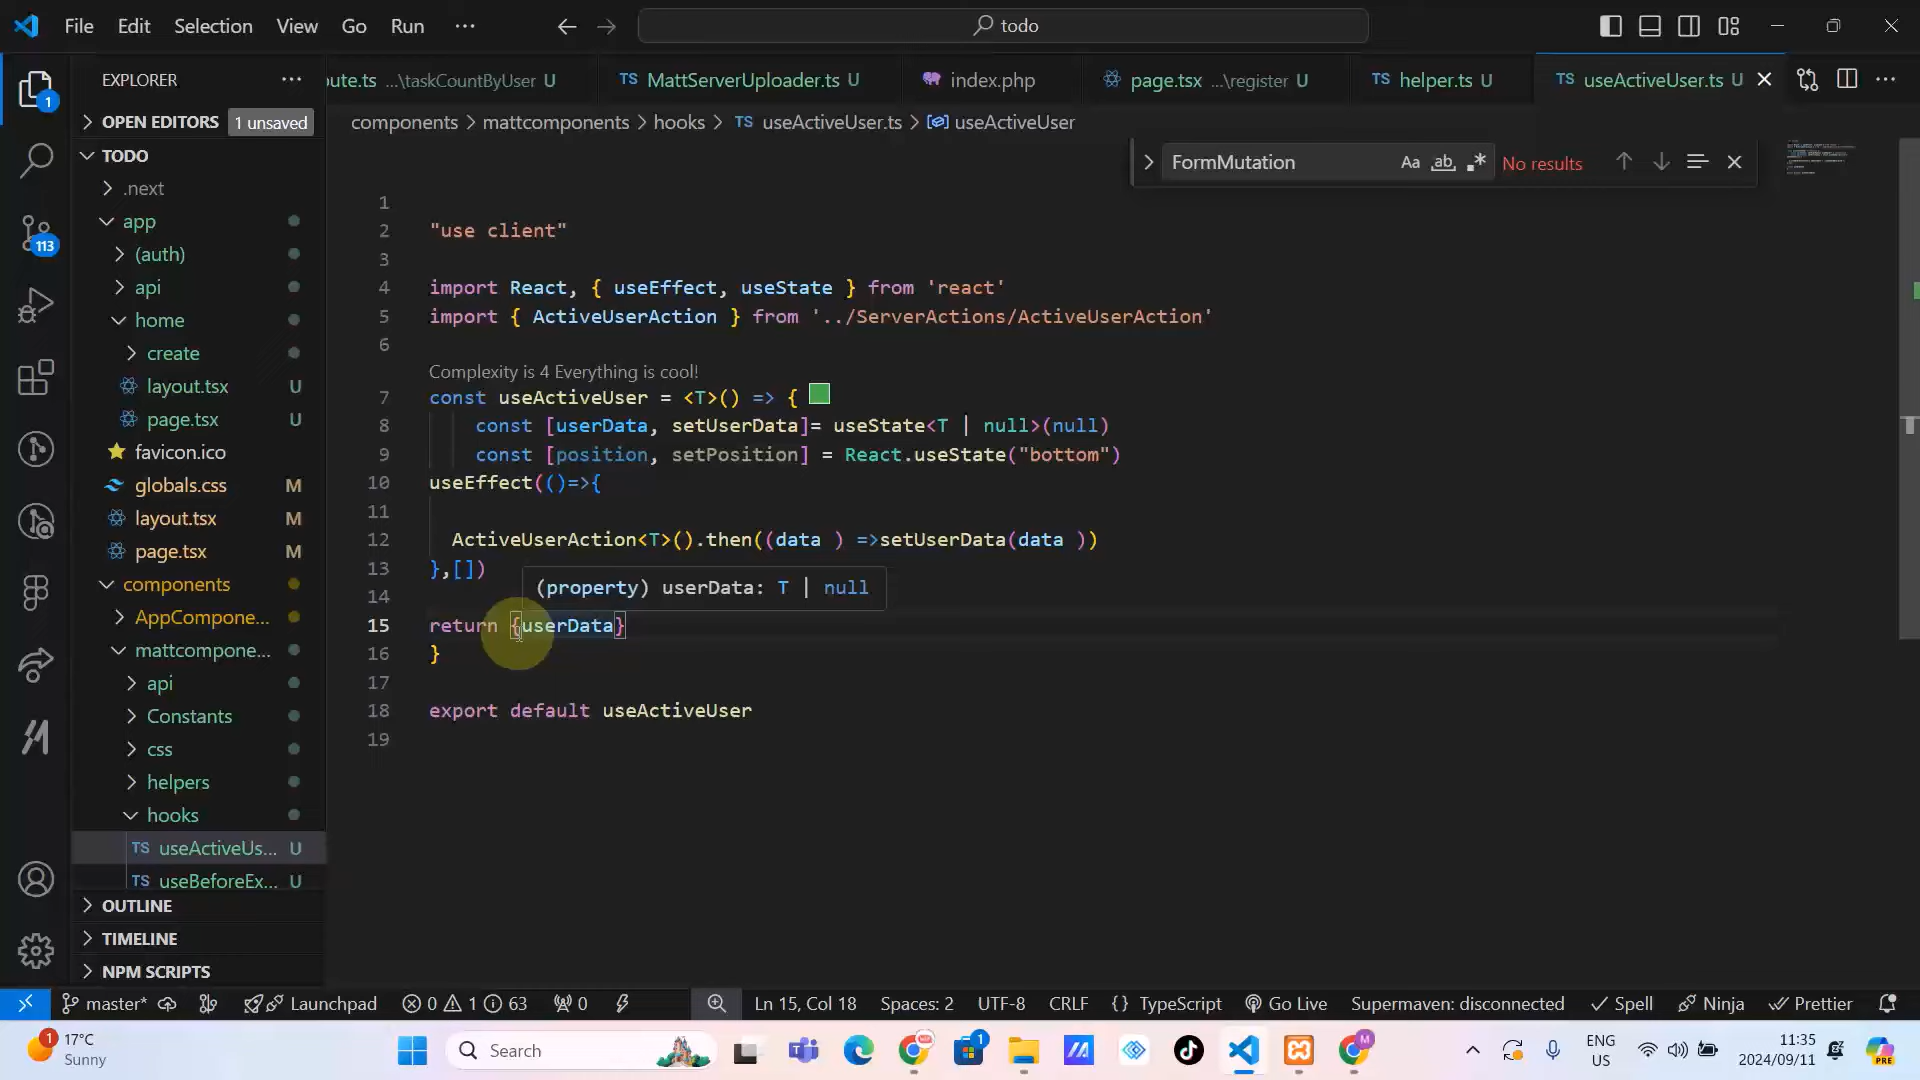 File Edit Selection View Go Run ···
todo
EXPLORER
OPEN EDITORS 1 unsaved
TODO
.next
app
(auth)
api
home
create
layout.tsx U
page.tsx U
favicon.ico
globals.css M
layout.tsx M
page.tsx M
components
AppCompone...
mattcompone...
api
Constants
css
helpers
hooks
TS useActiveUs... U
TS useBeforeEx... U
OUTLINE
TIMELINE
NPM SCRIPTS
1
113
ute.ts ...\taskCountByUser U
TS MattServerUploader.ts U
index.php
page.tsx ...\register U
TS helper.ts U
TS useActiveUser.ts U
components > mattcomponents > hooks > TS useActiveUser.ts > useActiveUser
FormMutation Aa ab .* No results
1
2 "use client"
3
4 import React, { useEffect, useState } from 'react'
5 import { ActiveUserAction } from '../ServerActions/ActiveUserAction'
6
Complexity is 4 Everything is cool!
7 const useActiveUser = <T>() => {
8 const [userData, setUserData]= useState<T | null>(null)
9 const [position, setPosition] = React.useState("bottom")
10 useEffect(()=>{
11
12 ActiveUserAction<T>().then((data ) =>setUserData(data ))
13 },[])
(property) userData: T | null
14
15 return {userData}
16 }
17
18 export default useActiveUser
19
master* Launchpad 0 1 63 0 Ln 15, Col 18 Spaces: 2 UTF-8 CRLF {} TypeScript Go Live Supermaven: disconnected Spell Ninja Prettier
1
17°C
Sunny
Search
1
M
ENG
US
11:35
2024/09/11
PRE